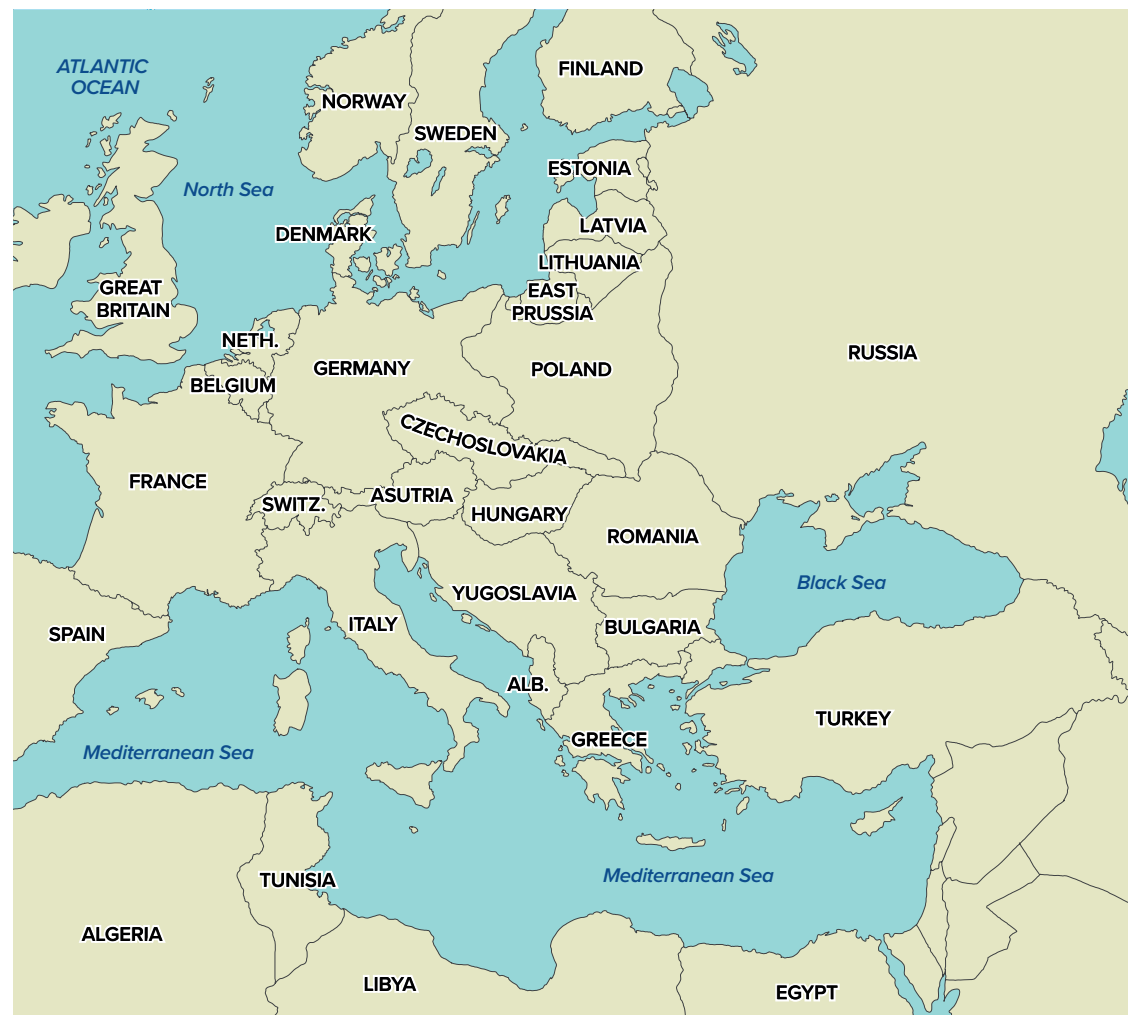 ATLANTIC
OCEAN
FINLAND
NORWAY
SWEDEN
ESTONIA
North Sea
LATVIA
DENMARK
LITHUANIA
GREAT
BRITAIN
EAST
PRUSSIA
NETH.
RUSSIA
GERMANY
POLAND
BELGIUM
CZECHOSLOVAKIA
FRANCE
ASUTRIA
SWITZ.
HUNGARY
ROMANIA
Black Sea
YUGOSLAVIA
ITALY
BULGARIA
SPAIN
ALB.
TURKEY
GREECE
Mediterranean Sea
Mediterranean Sea
TUNISIA
ALGERIA
LIBYA
EGYPT